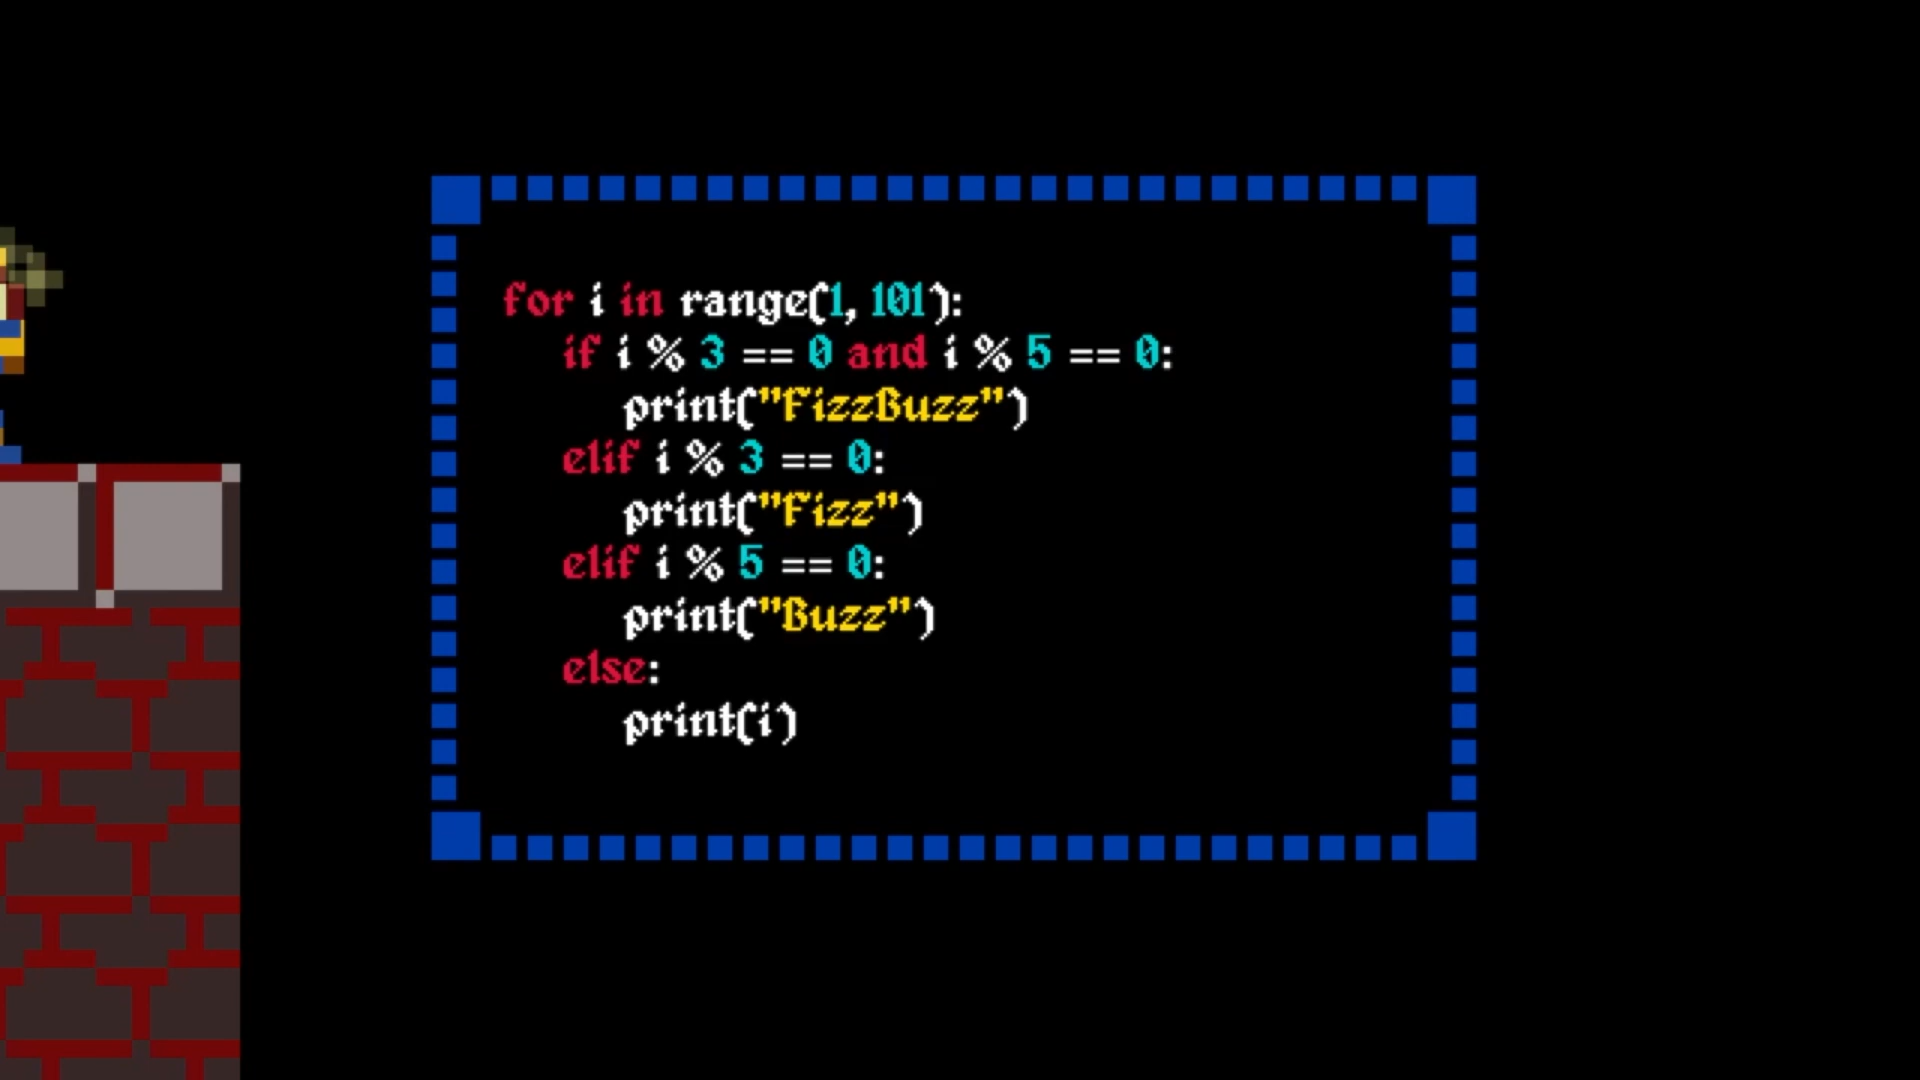 for i in range(1, 101):
    if i % 3 == 0 and i % 5 == 0:
        print("FizzBuzz")
    elif i % 3 == 0:
        print("Fizz")
    elif i % 5 == 0:
        print("Buzz")
    else:
        print(i)